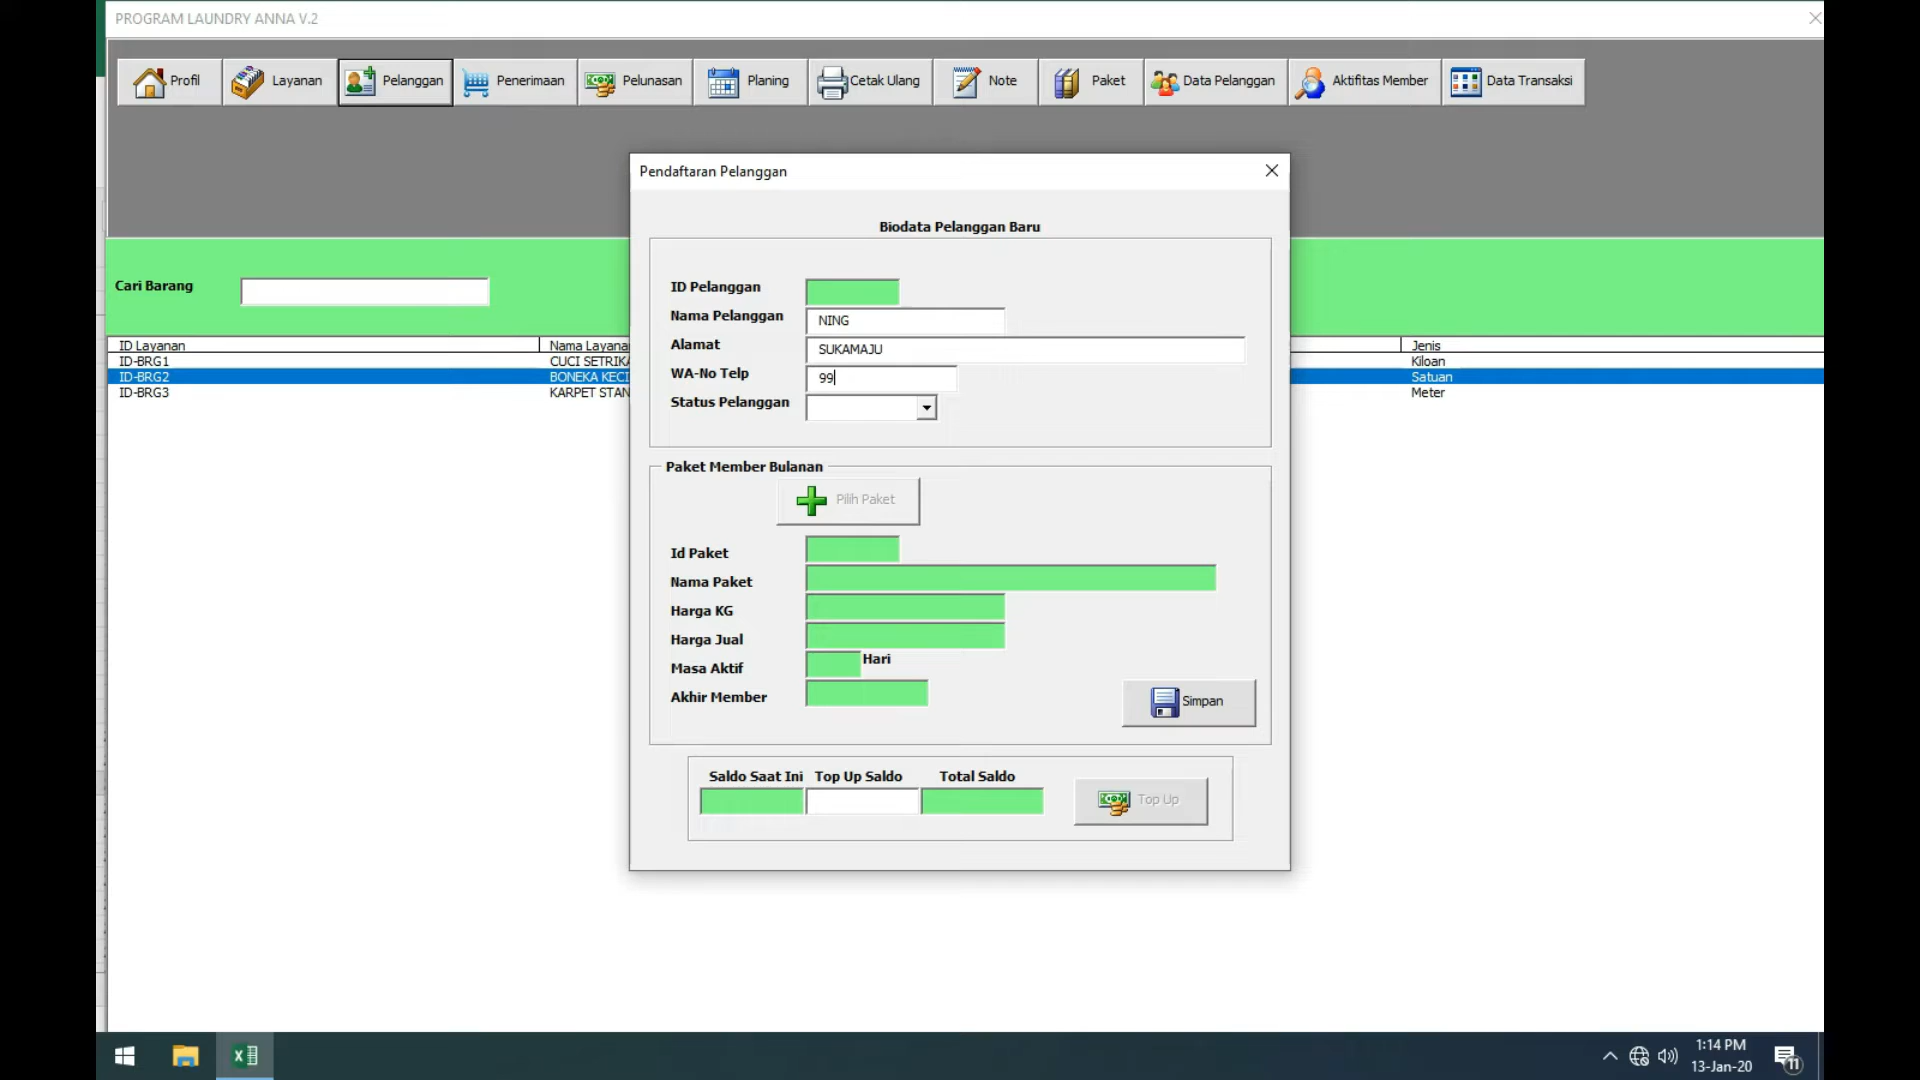 PROGRAM LAUNDRY ANNA V.2
Profil Layanan Pelanggan Penerimaan Pelunasan Planing Cetak Ulang Note Paket Data Pelanggan Aktifitas Member Data Transaksi
Cari Barang
ID Layanan Nama Layana Jenis
ID-BRG1 CUCI SETRIKA Kiloan
ID-BRG2 BONEKA KECI Satuan
ID-BRG3 KARPET STAN Meter
Pendaftaran Pelanggan
Biodata Pelanggan Baru
ID Pelanggan
Nama Pelanggan NING
Alamat SUKAMAJU
WA-No Telp 99
Status Pelanggan
Paket Member Bulanan
Pilih Paket
Id Paket
Nama Paket
Harga KG
Harga Jual
Masa Aktif Hari
Akhir Member
Simpan
Saldo Saat Ini Top Up Saldo Total Saldo
Top Up
1:14 PM
13-Jan-20
11